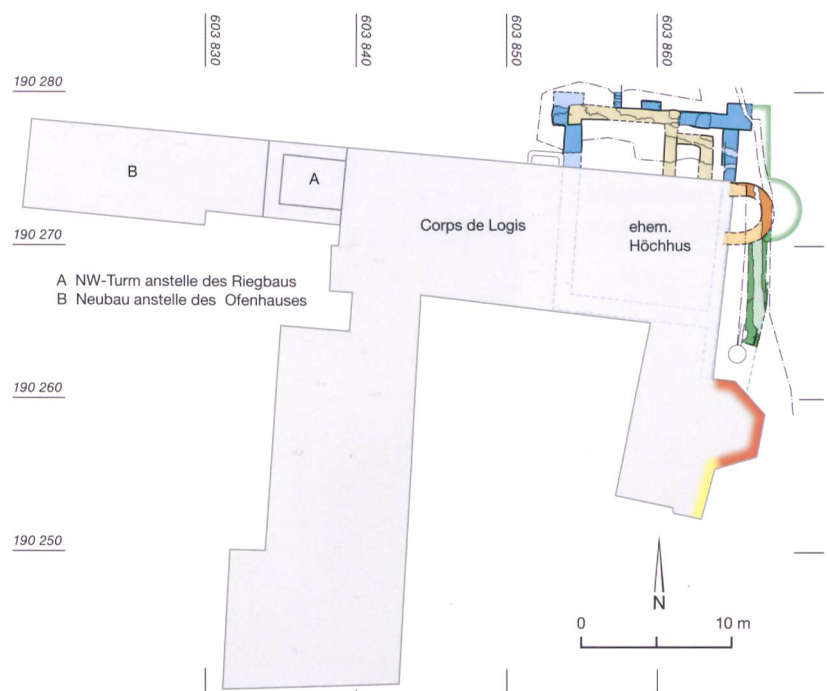 603 830
603 840
603 850
603 860
190 280
B
A
Corps de Logis
ehem.
Höchhus
190 270
A NW-Turm anstelle des Riegbaus
B Neubau anstelle des Ofenhauses
190 260
190 250
N
0 10 m